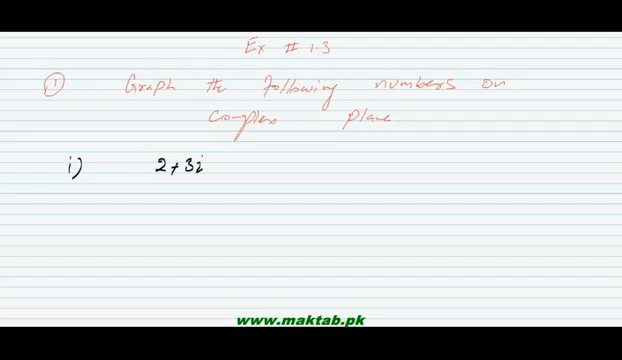 Ex # 1.3
① Graph the following numbers on
complex plane.
i) 2+3i
www.maktab.pk